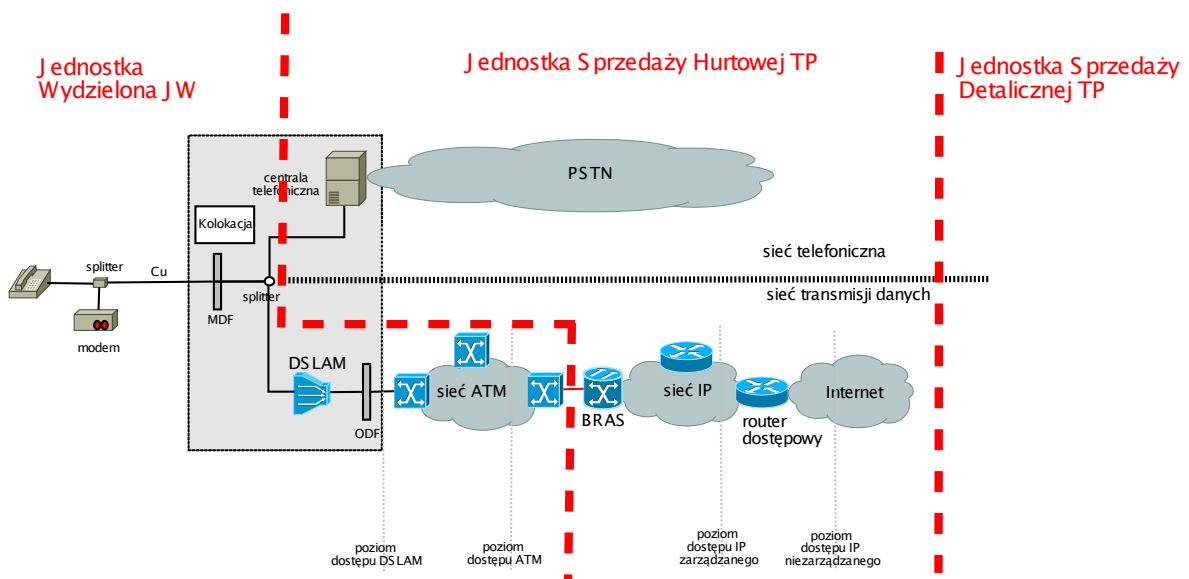 Jednostka
Wydzielona JW
Jednostka Sprzedaży Hurtowej TP
Jednostka Sprzedaży
Detalicznej TP
centrala
telefoniczna
PSTN
Kolokacja
sieć telefoniczna
splitter
Cu
splitter
sieć transmisji danych
MDF
modem
DSLAM
sieć ATM
sieć IP
Internet
BRAS
router
dostępowy
ODF
poziom
dostępu DSLAM
poziom
dostępu ATM
poziom
dostępu IP
zarządzanego
poziom
dostępu IP
niezarządzanego